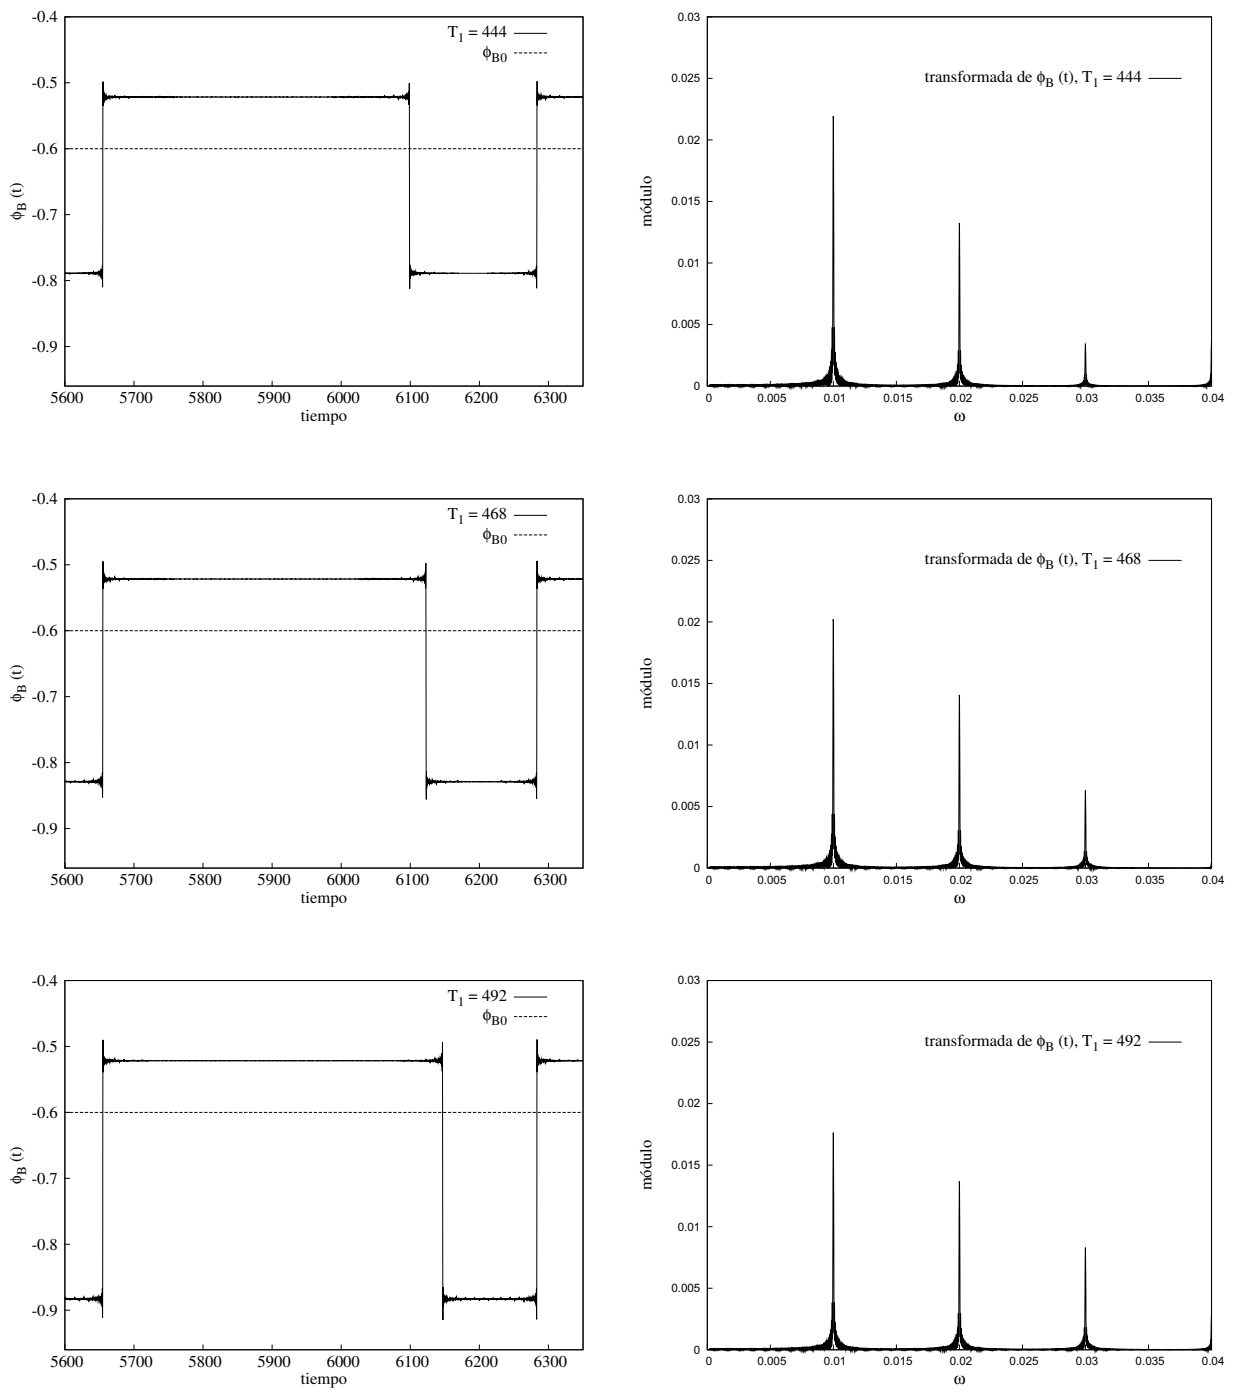 -0.4
-0.5
-0.6
-0.7
-0.8
-0.9
ϕB (t)
T1 = 444
ϕB0
5600 5700 5800 5900 6000 6100 6200 6300
tiempo
0.03
0.025
0.02
0.015
0.01
0.005
0
módulo
transformada de ϕB (t), T1 = 444
0 0.005 0.01 0.015 0.02 0.025 0.03 0.035 0.04
ω
-0.4
-0.5
-0.6
-0.7
-0.8
-0.9
ϕB (t)
T1 = 468
ϕB0
5600 5700 5800 5900 6000 6100 6200 6300
tiempo
0.03
0.025
0.02
0.015
0.01
0.005
0
módulo
transformada de ϕB (t), T1 = 468
0 0.005 0.01 0.015 0.02 0.025 0.03 0.035 0.04
ω
-0.4
-0.5
-0.6
-0.7
-0.8
-0.9
ϕB (t)
T1 = 492
ϕB0
5600 5700 5800 5900 6000 6100 6200 6300
tiempo
0.03
0.025
0.02
0.015
0.01
0.005
0
módulo
transformada de ϕB (t), T1 = 492
0 0.005 0.01 0.015 0.02 0.025 0.03 0.035 0.04
ω